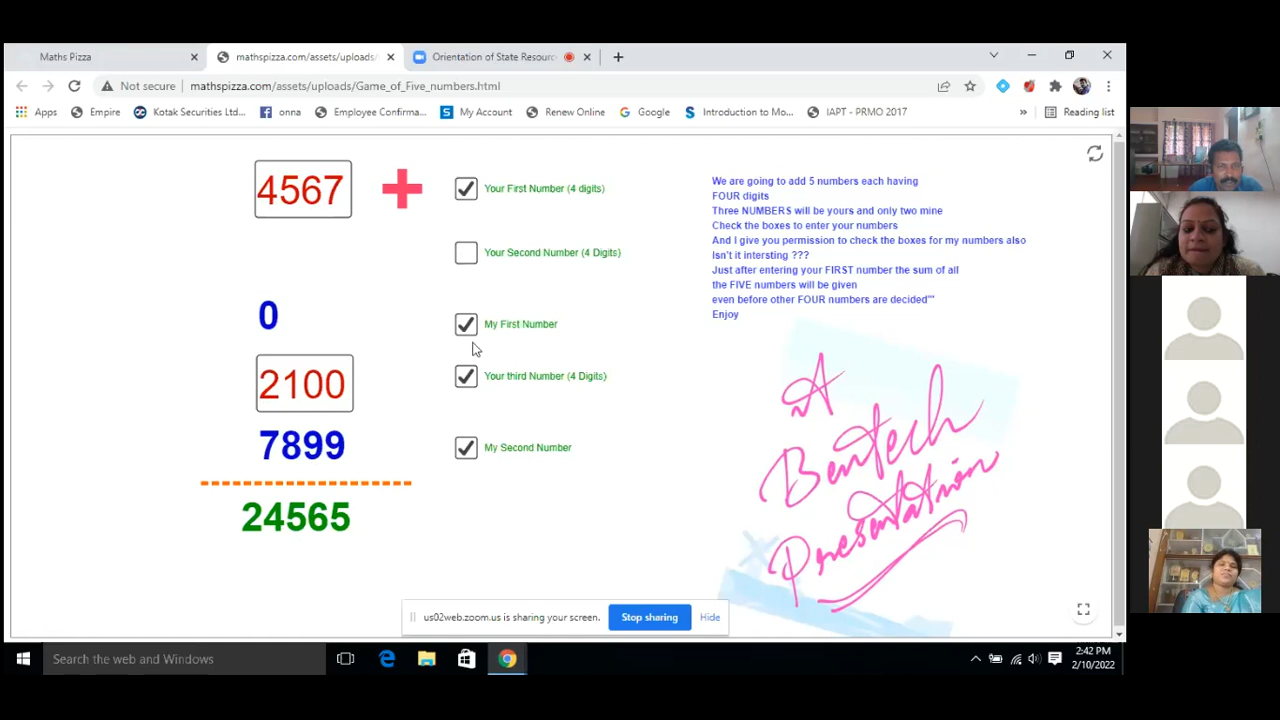 Maths Pizza
mathspizza.com/assets/uploads/
Orientation of State Resourc
Not secure
mathspizza.com/assets/uploads/Game_of_Five_numbers.html
Apps
Empire
Kotak Securities Ltd...
onna
Employee Confirma...
My Account
Renew Online
Google
Introduction to Mo...
IAPT - PRMO 2017
»
Reading list
4567 +
Your First Number (4 digits)
Your Second Number (4 Digits)
0
My First Number
2100
Your third Number (4 Digits)
7899
My Second Number
24565
We are going to add 5 numbers each having
FOUR digits
Three NUMBERS will be yours and only two mine
Check the boxes to enter your numbers
And I give you permission to check the boxes for my numbers also
Isn't it intersting ???
Just after entering your FIRST number the sum of all
the FIVE numbers will be given
even before other FOUR numbers are decided""
Enjoy
A
Bentech
Presentation
us02web.zoom.us is sharing your screen.
Stop sharing
Hide
Search the web and Windows
2:42 PM
2/10/2022